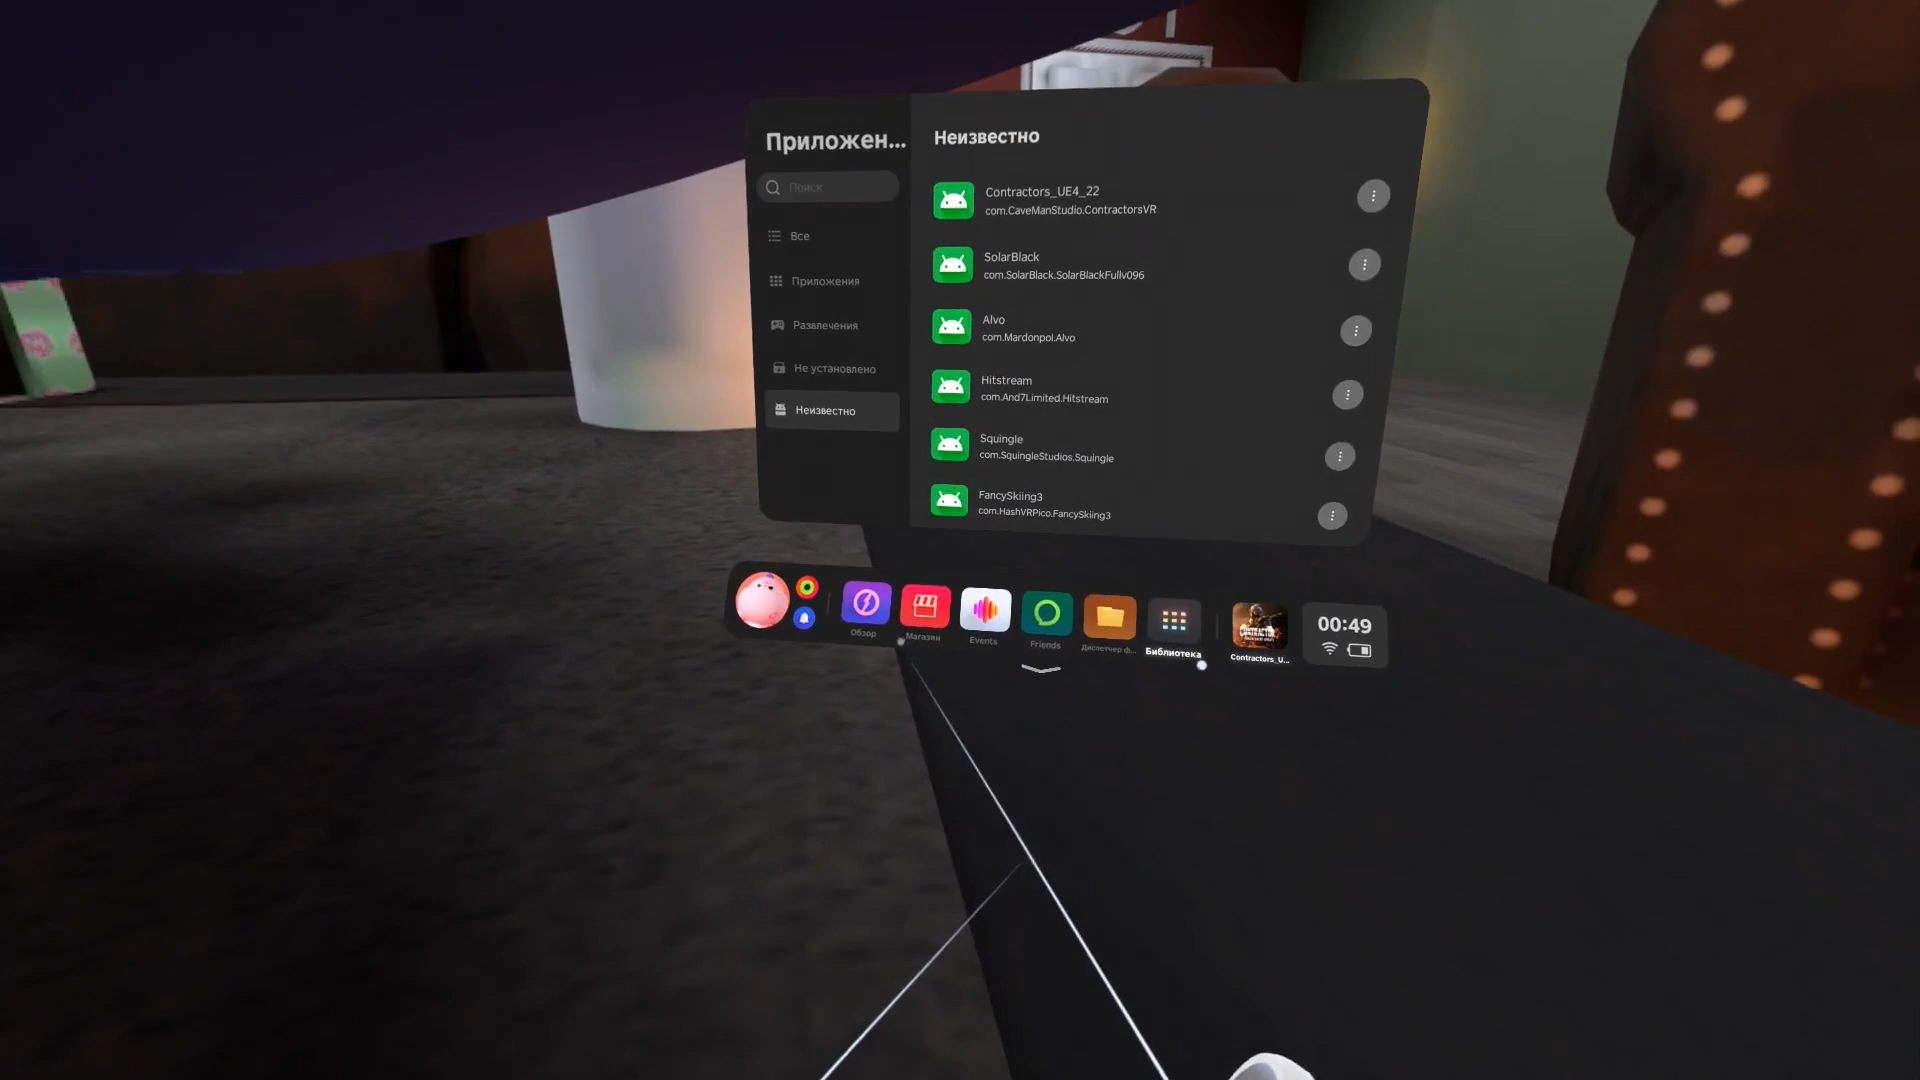 Приложен...
Поиск
Все
Приложения
Развлечения
Не установлено
Неизвестно
Неизвестно
Contractors_UE4_22
com.CaveManStudio.ContractorsVR
SolarBlack
com.SolarBlack.SolarBlackFullv096
Alvo
com.Mardonpol.Alvo
Hitstream
com.And7Limited.Hitstream
Squingle
com.SquingleStudios.Squingle
FancySkiing3
com.HashVRPico.FancySkiing3
Обзор
Магазин
Events
Friends
Диспетчер ф...
Библиотека
Contractors_U...
00:49